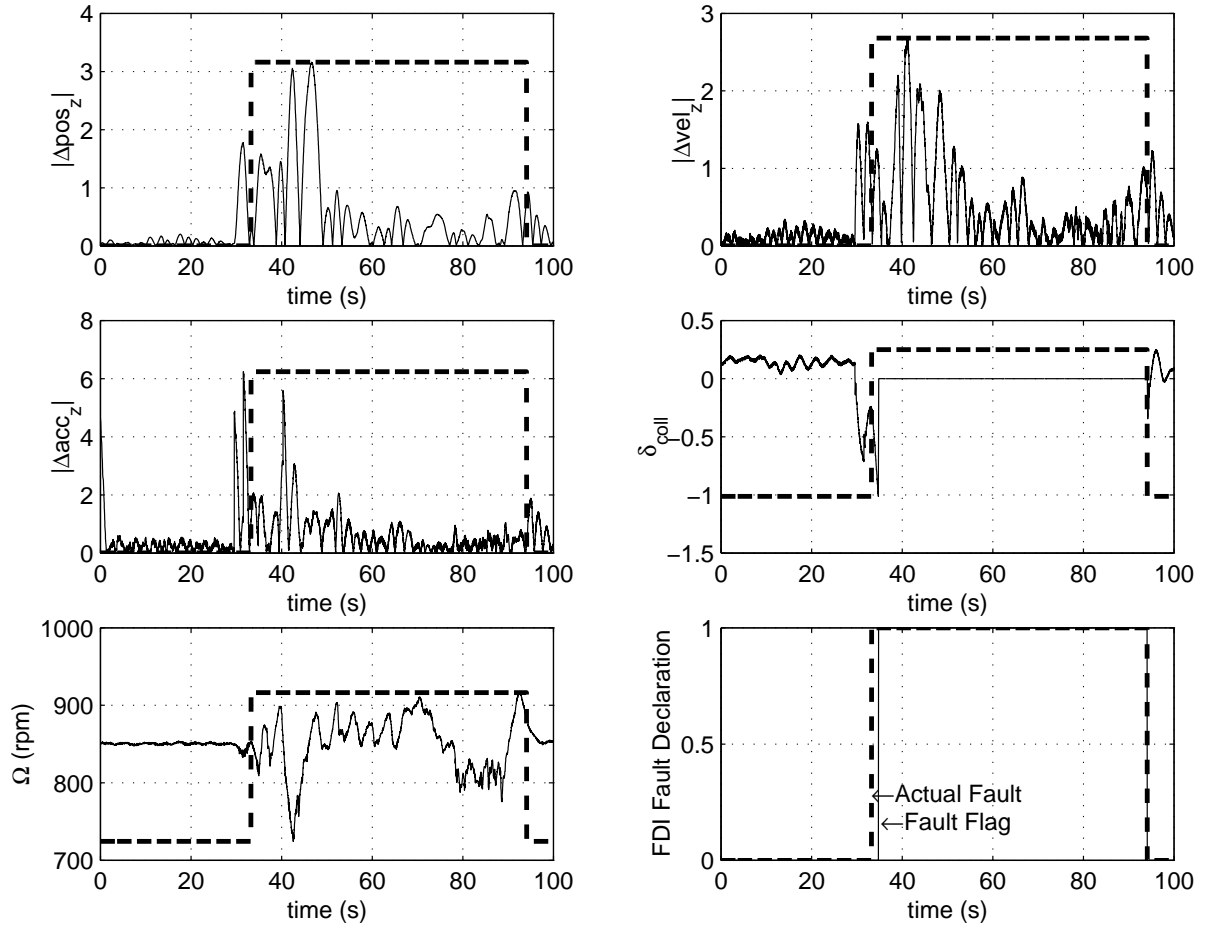 4
3
2
1
0
|Δpos_z|
0 20 40 60 80 100
time (s)
3
2
1
0
|Δvel_z|
0 20 40 60 80 100
time (s)
8
6
4
2
0
|Δacc_z|
0 20 40 60 80 100
time (s)
0.5
0
−0.5
−1
−1.5
δ_coll
0 20 40 60 80 100
time (s)
1000
900
800
700
Ω (rpm)
0 20 40 60 80 100
time (s)
1
0.5
0
FDI Fault Declaration
←Actual Fault
←Fault Flag
0 20 40 60 80 100
time (s)